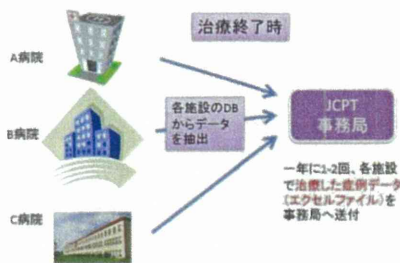 治療終了時
A病院
B病院
C病院
各施設のDB
からデータ
を抽出
JCPT
事務局
一年に1-2回、各施設
で治療した症例データ
(エクセルファイル)を
事務局へ送付